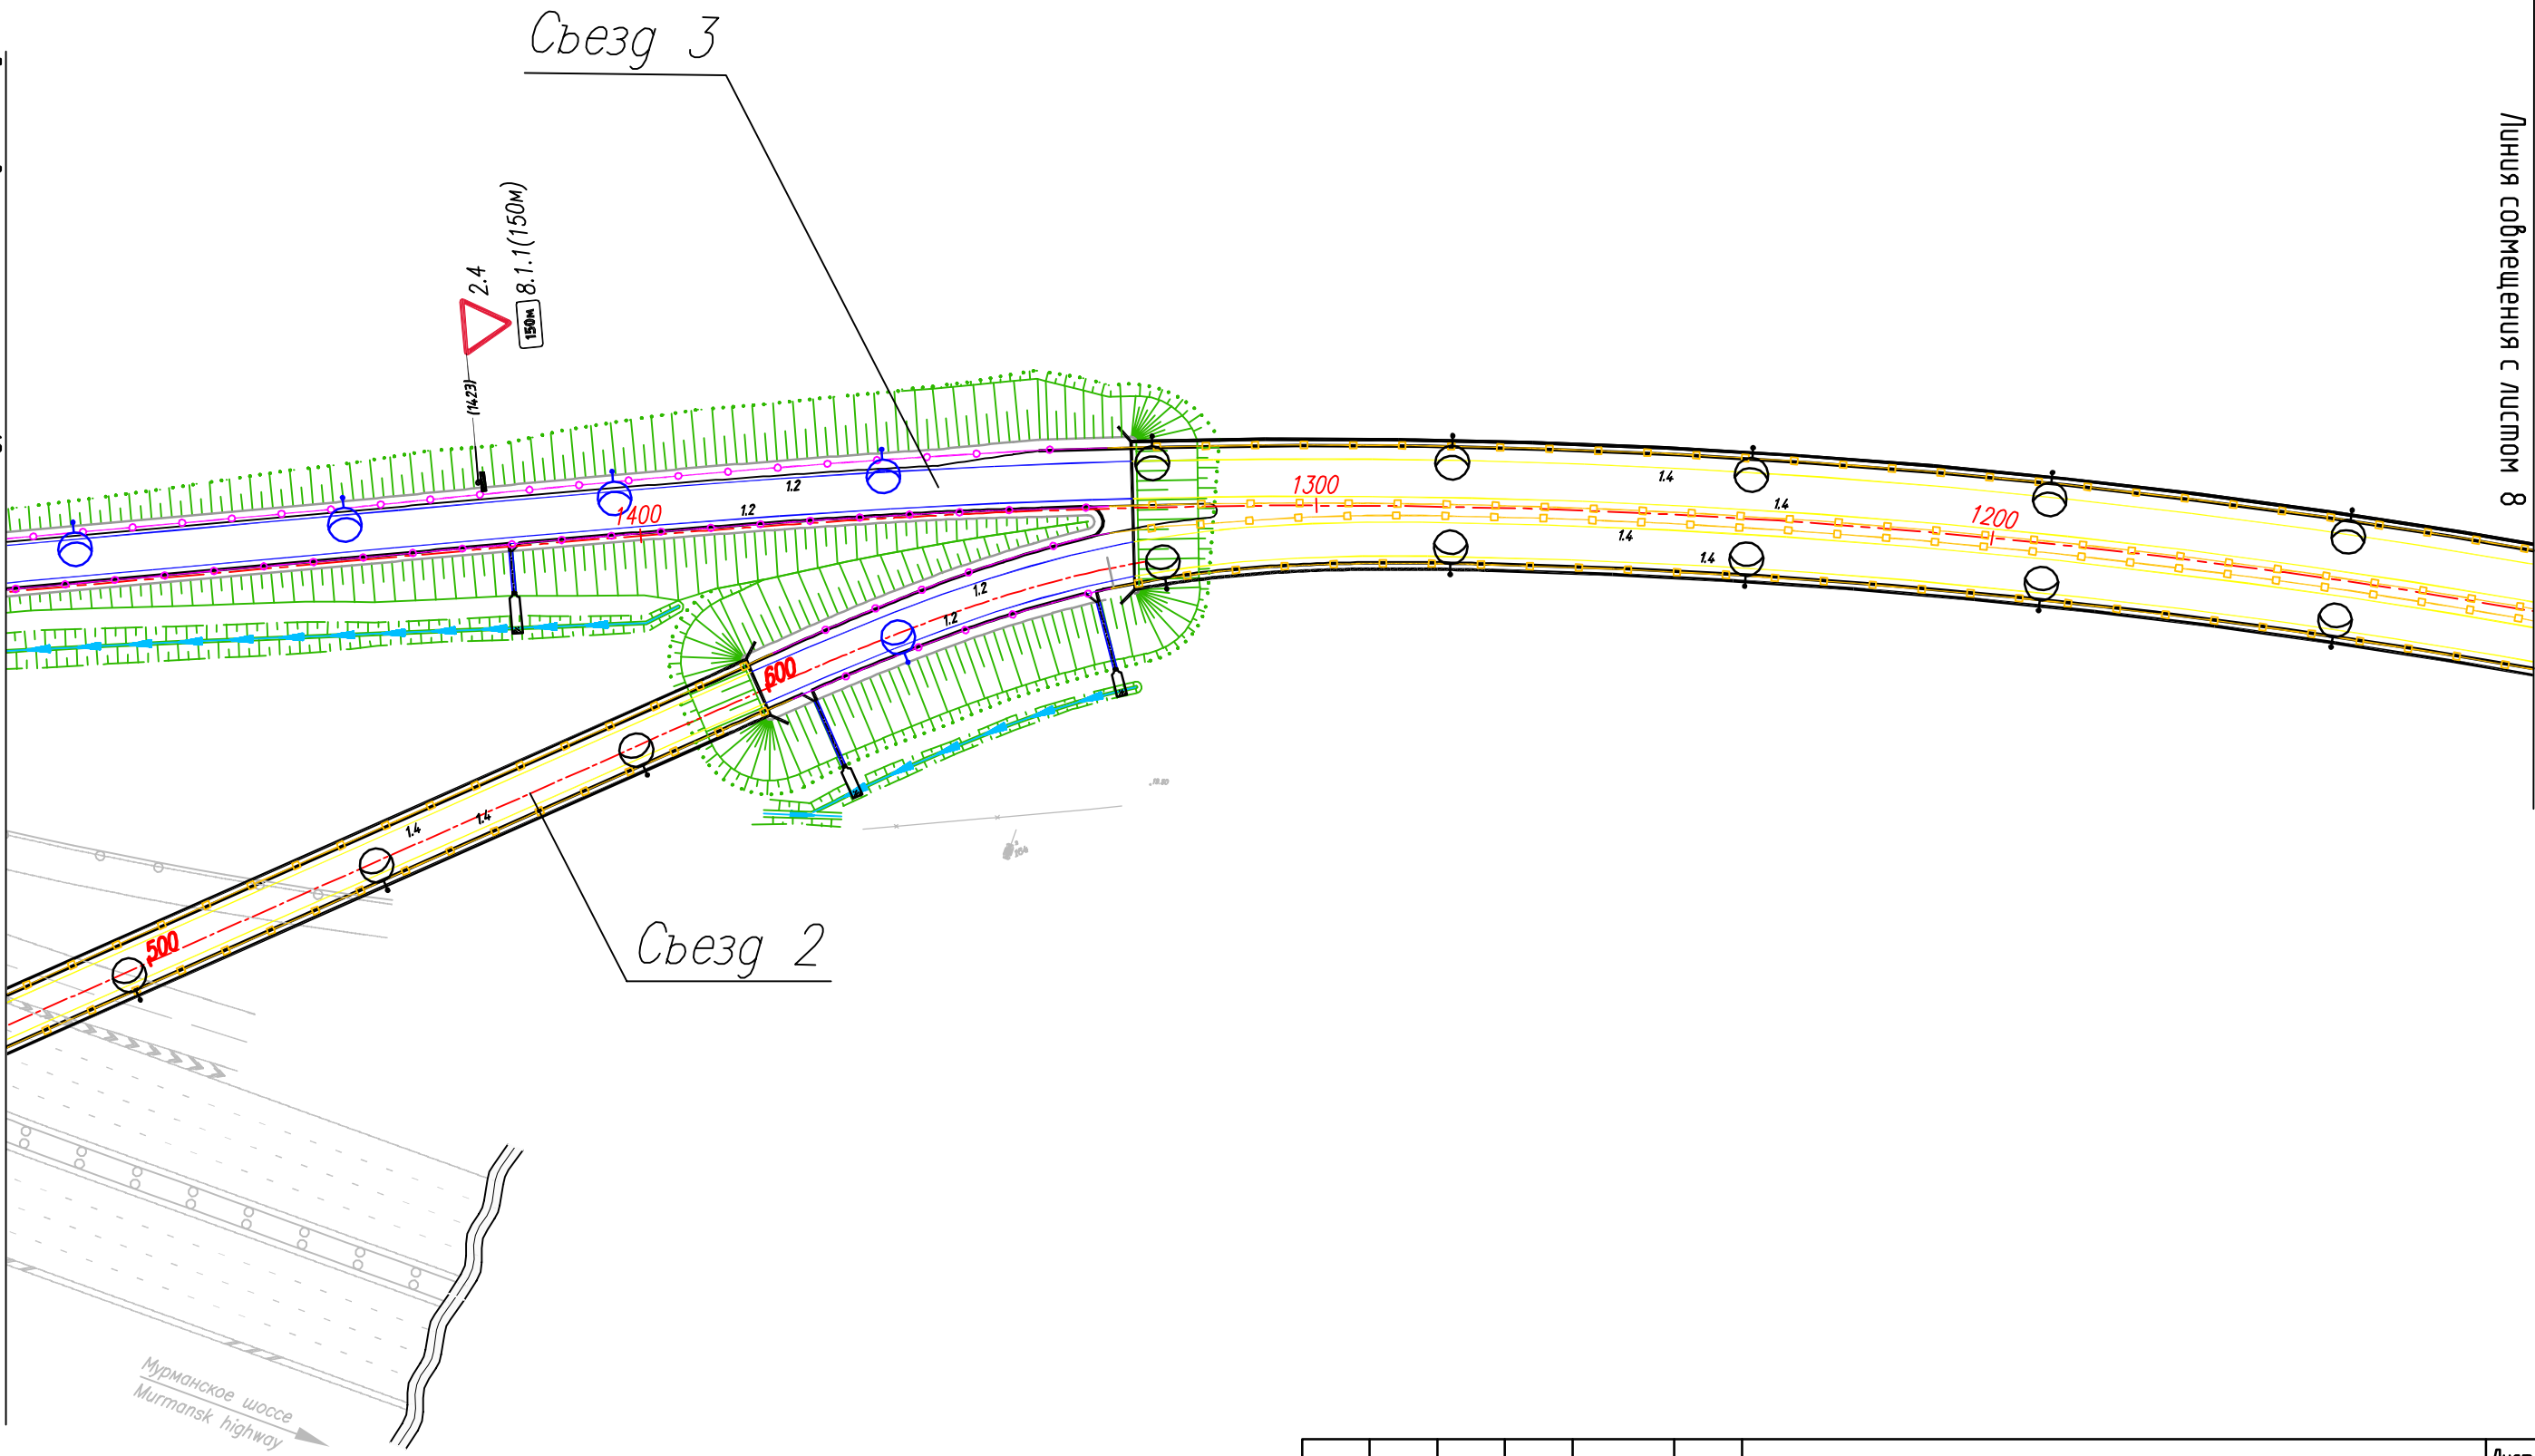 Съезд 3
Линия совмещения с листом 8
2.4
8.1.1(150м)
150м
(1423)
1.2
1.2
1400
1300
1200
1.4
1.4
1.4
1.4
1.2
1.2
600
1.4
1.4
500
Съезд 2
Мурманское шоссе
Murmansk highway